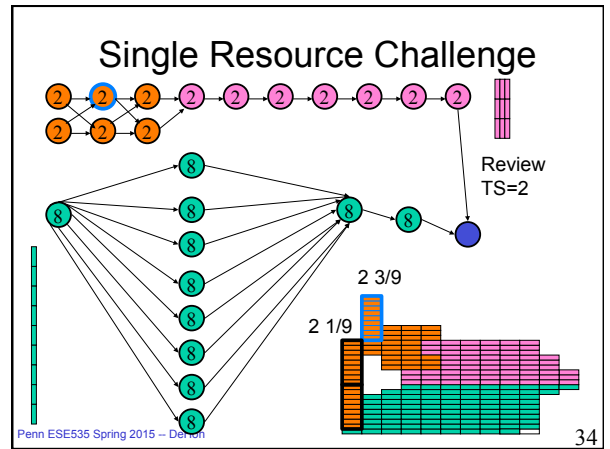 Single Resource Challenge
2 2 2 2 2 2 2 2 2 2
2 2 2
Review
TS=2
8
8
8 8 8
8
8
8
8
8
8
2 3/9
2 1/9
Penn ESE535 Spring 2015 -- DeHon
34